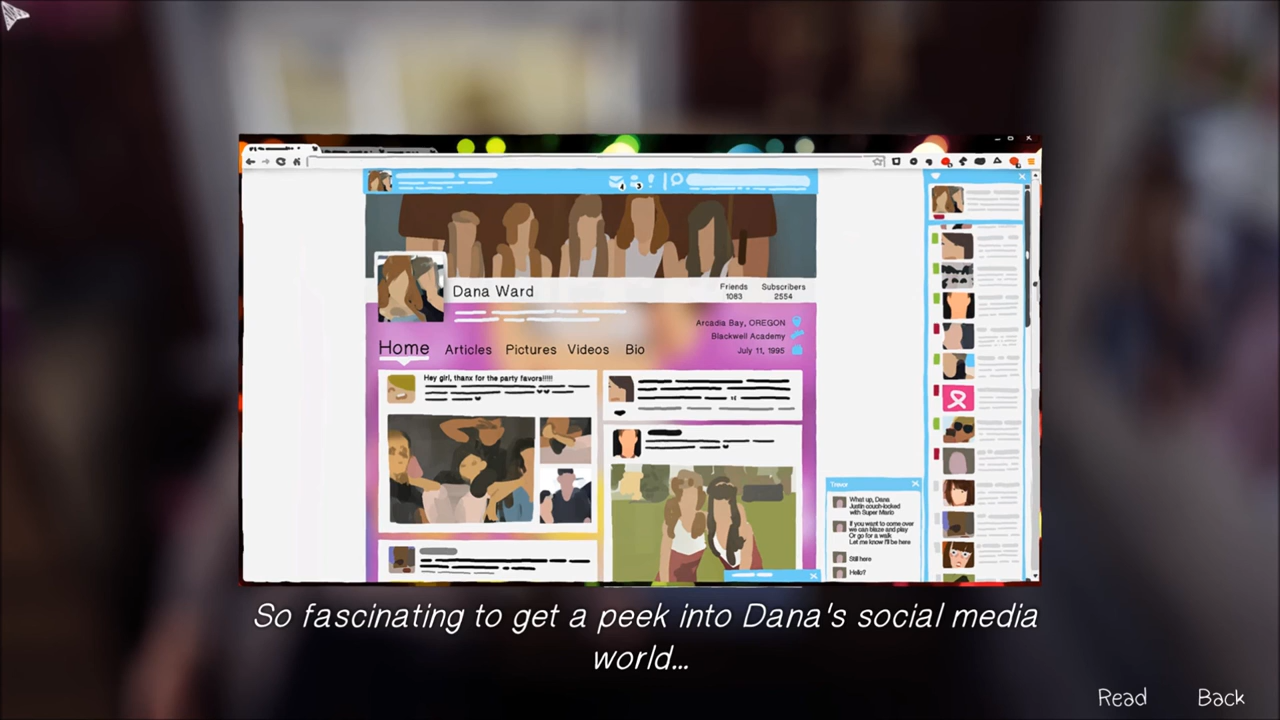 4
3
Dana Ward
Friends
1083
Subscribers
2554
Arcadia Bay, OREGON
Blackwell Academy
July 11, 1995
Home
Articles
Pictures
Videos
Bio
Hey girl, thanx for the party favors!!!!!
Trevor
What up, Dana
Justin couch-locked
with Super Mario
If you want to come over
we can blaze and play
Or go for a walk
Let me know I'll be here
Still here
Hello?
So fascinating to get a peek into Dana's social media
world...
Read
Back